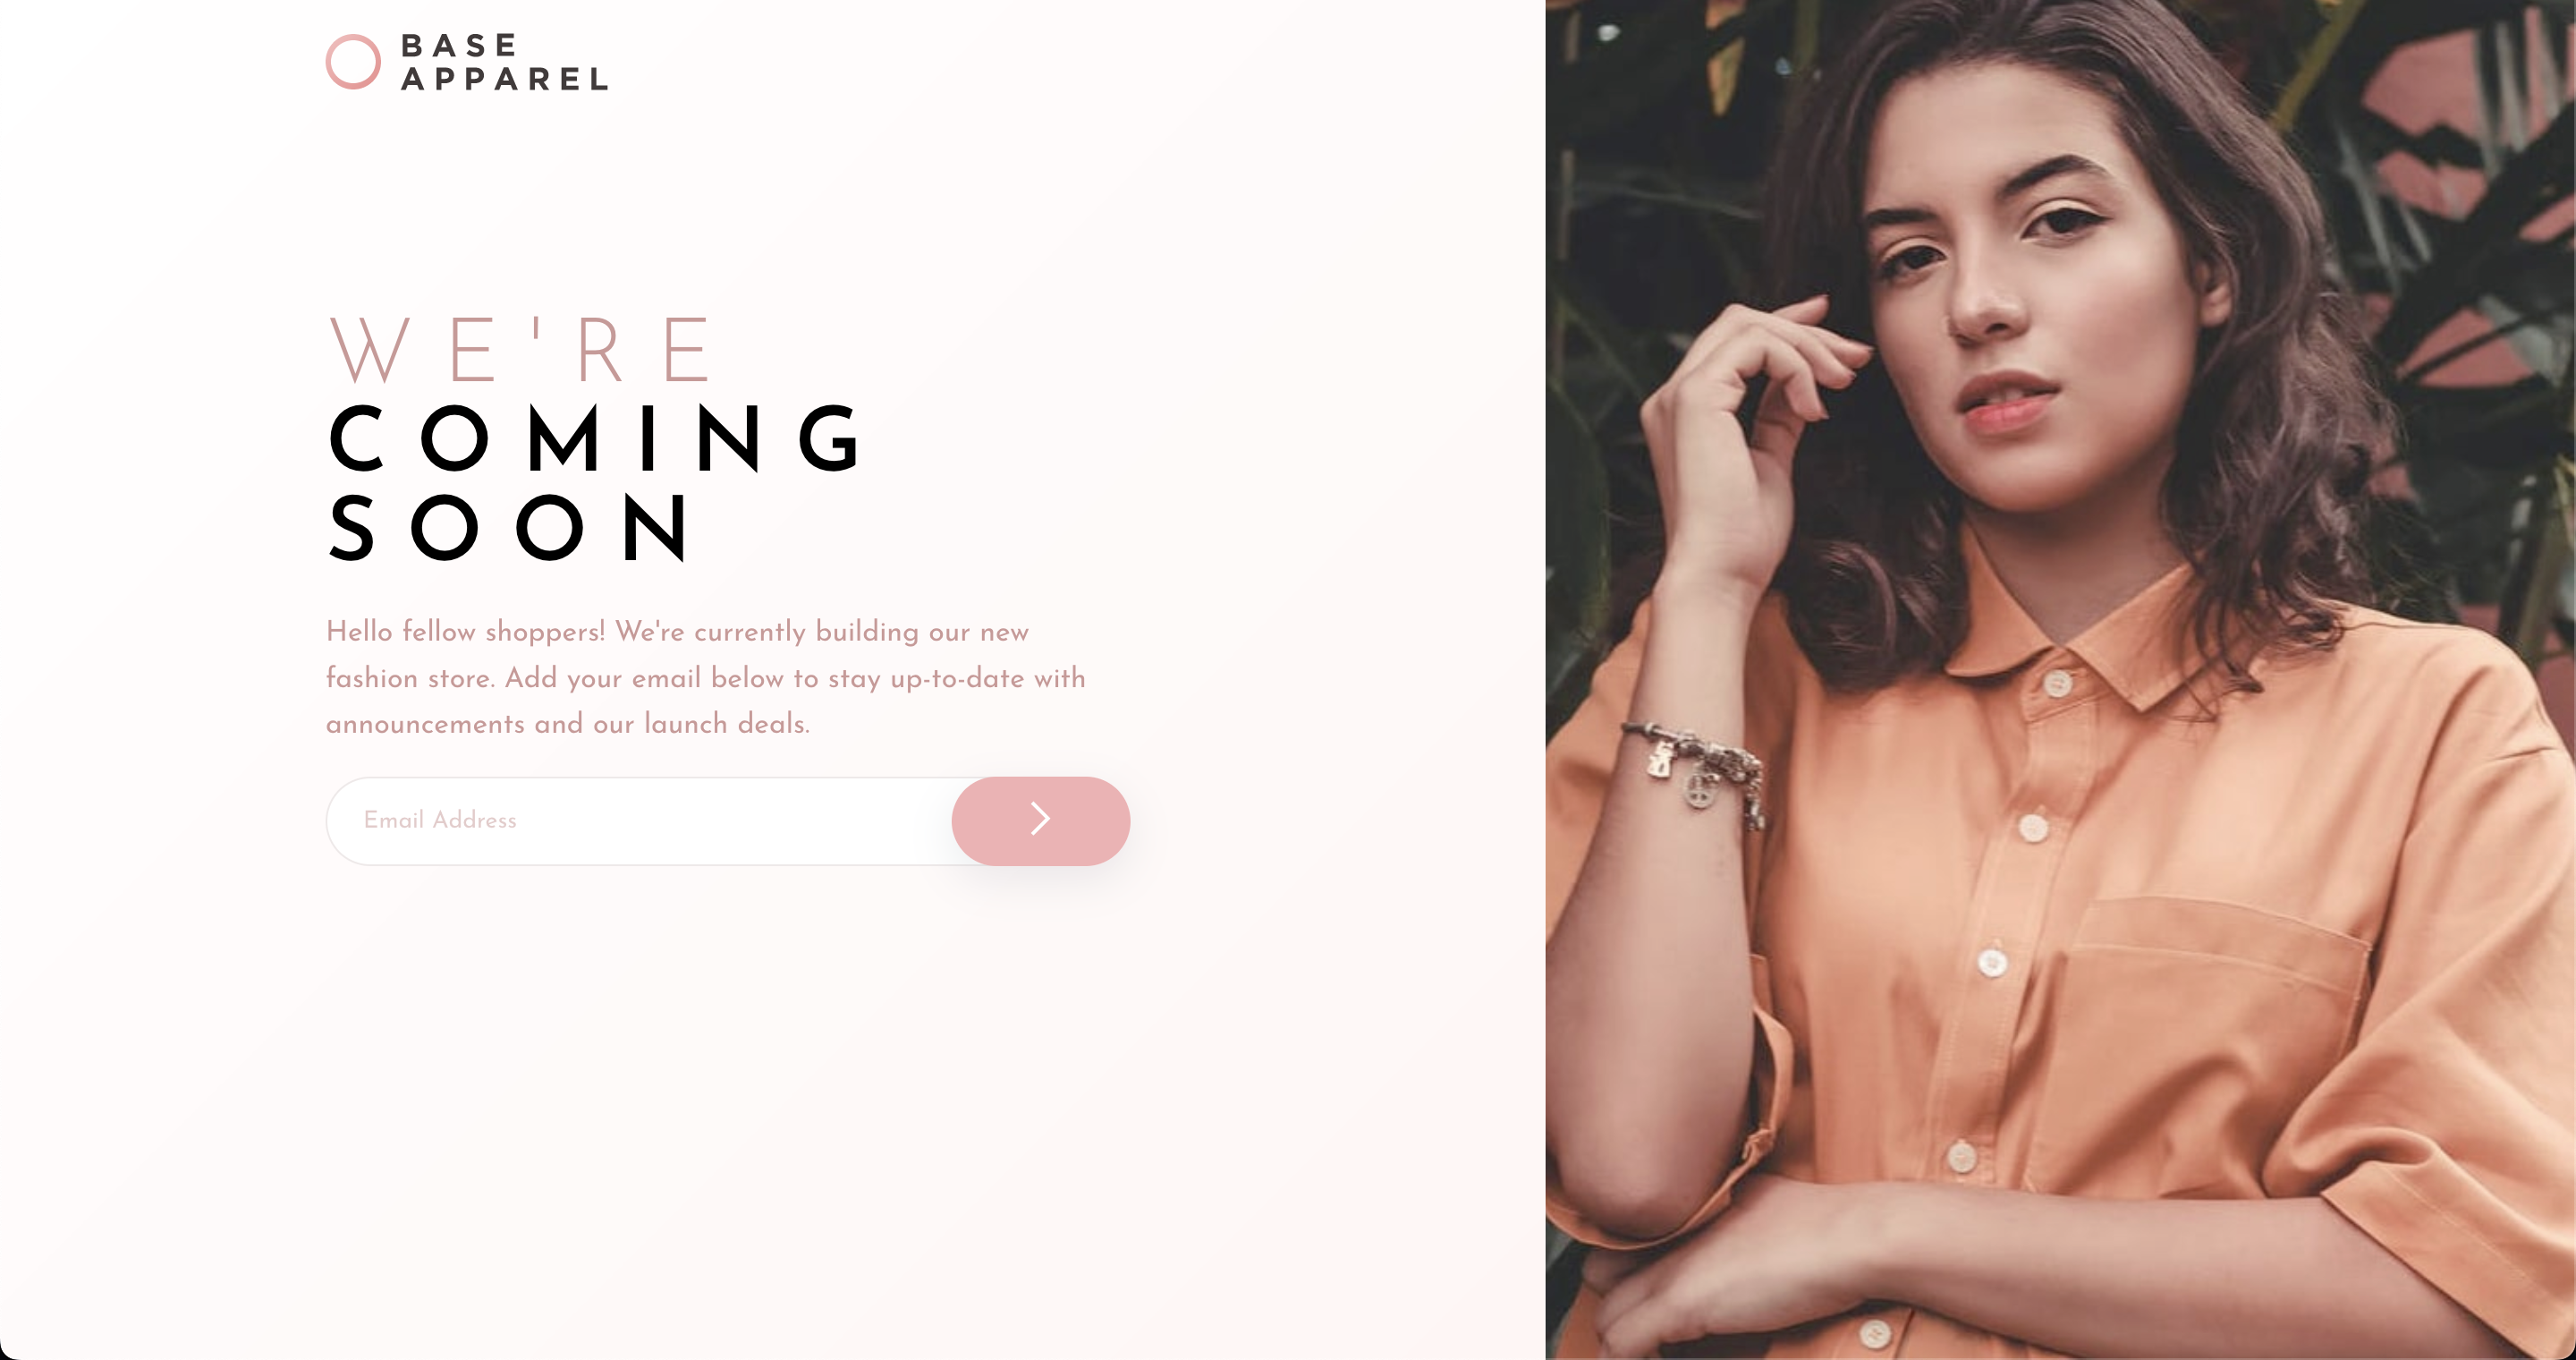 BASE
APPAREL
WE'RE
COMING
SOON
Hello fellow shoppers! We're currently building our new
fashion store. Add your email below to stay up-to-date with
announcements and our launch deals.
Email Address